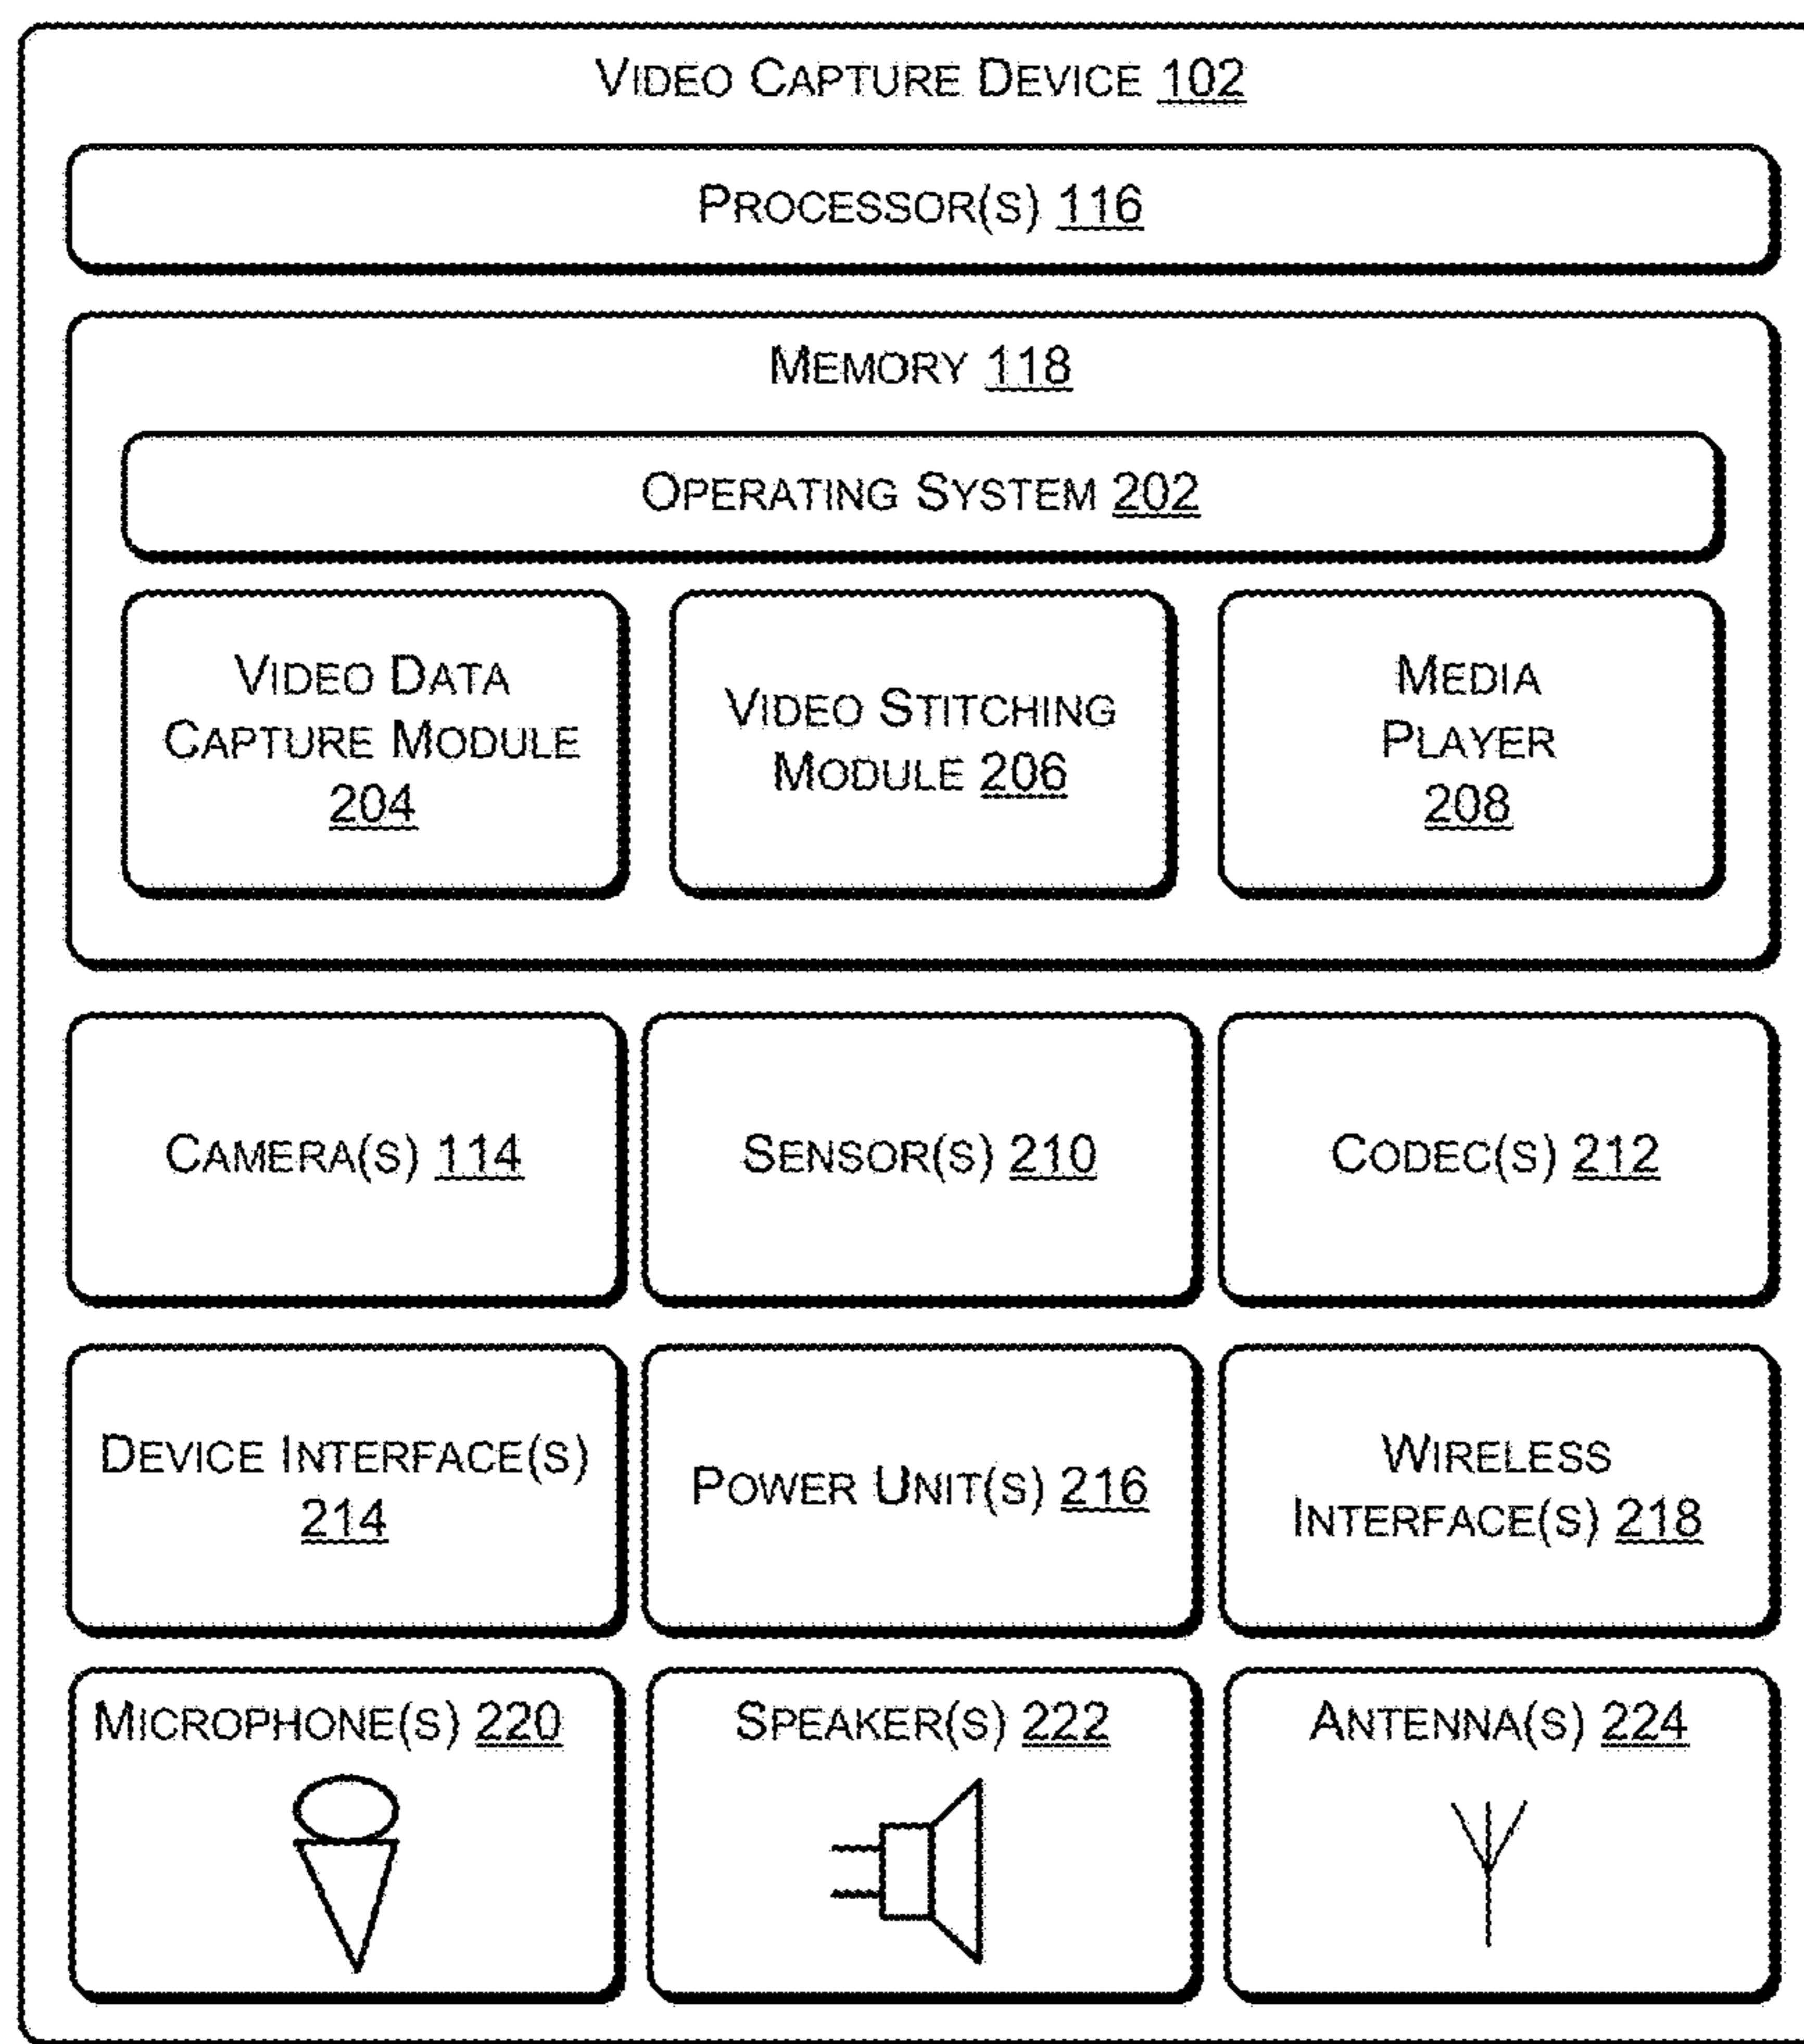 VIDEO CAPTURE DEVICE 102
PROCESSOR(S) 116
MEMORY 118
OPERATING SYSTEM 202
VIDEO DATA
CAPTURE MODULE
204
VIDEO STITCHING
MODULE 206
MEDIA
PLAYER
208
CAMERA(S) 114
SENSOR(S) 210
CODEC(S) 212
DEVICE INTERFACE(S)
214
POWER UNIT(S) 216
WIRELESS
INTERFACE(S) 218
MICROPHONE(S) 220
SPEAKER(S) 222
ANTENNA(S) 224